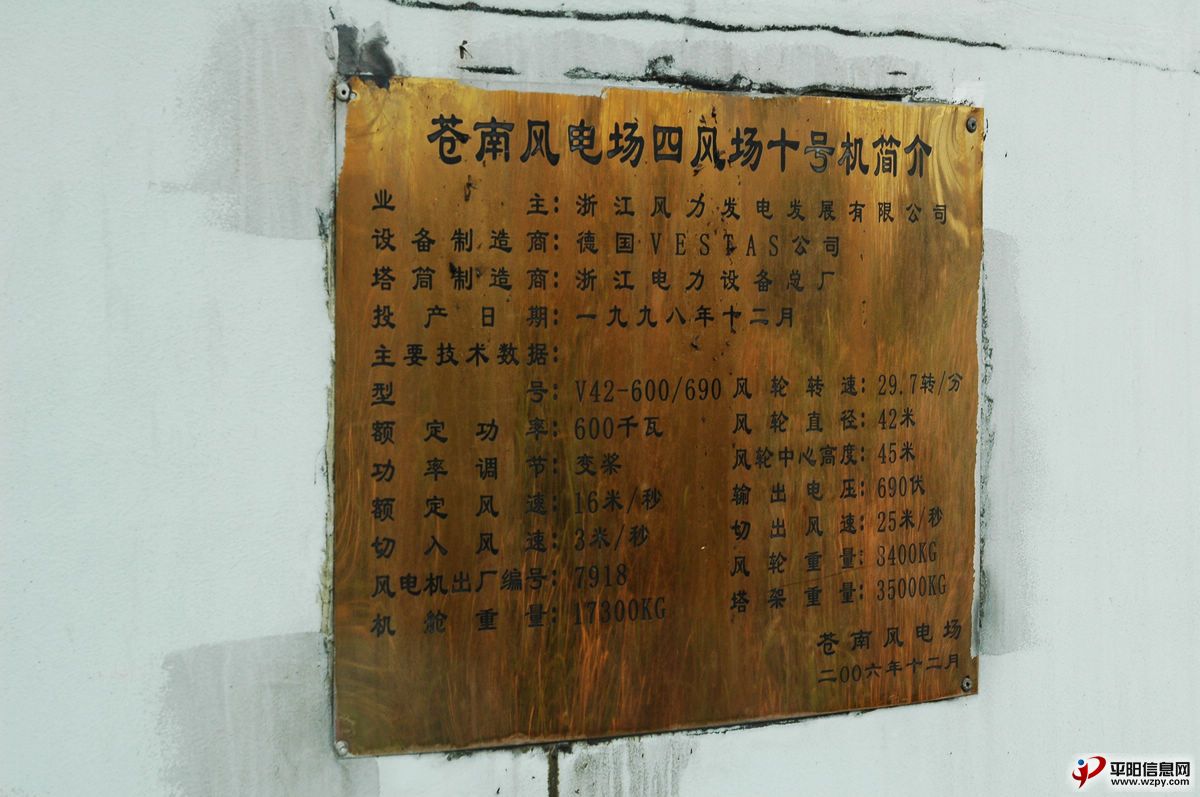 苍南风电场四风场十号机简介
业主：浙江风力发电发展有限公司
设备制造商：德国VESTAS公司
塔筒制造商：浙江电力设备总厂
投产日期：一九九八年十二月
主要技术数据：
型号：V42-600/690 风轮转速：29.7转/分
额定功率：600千瓦 风轮直径：42米
功率调节：变桨 风轮中心高度：45米
额定风速：16米/秒 输出电压：690伏
切入风速：3米/秒 切出风速：25米/秒
风电机出厂编号：7918 风轮重量：8400KG
机舱重量：17300KG 塔架重量：35000KG
苍南风电场
二00六年十二月
平阳信息网
www.wzpy.com